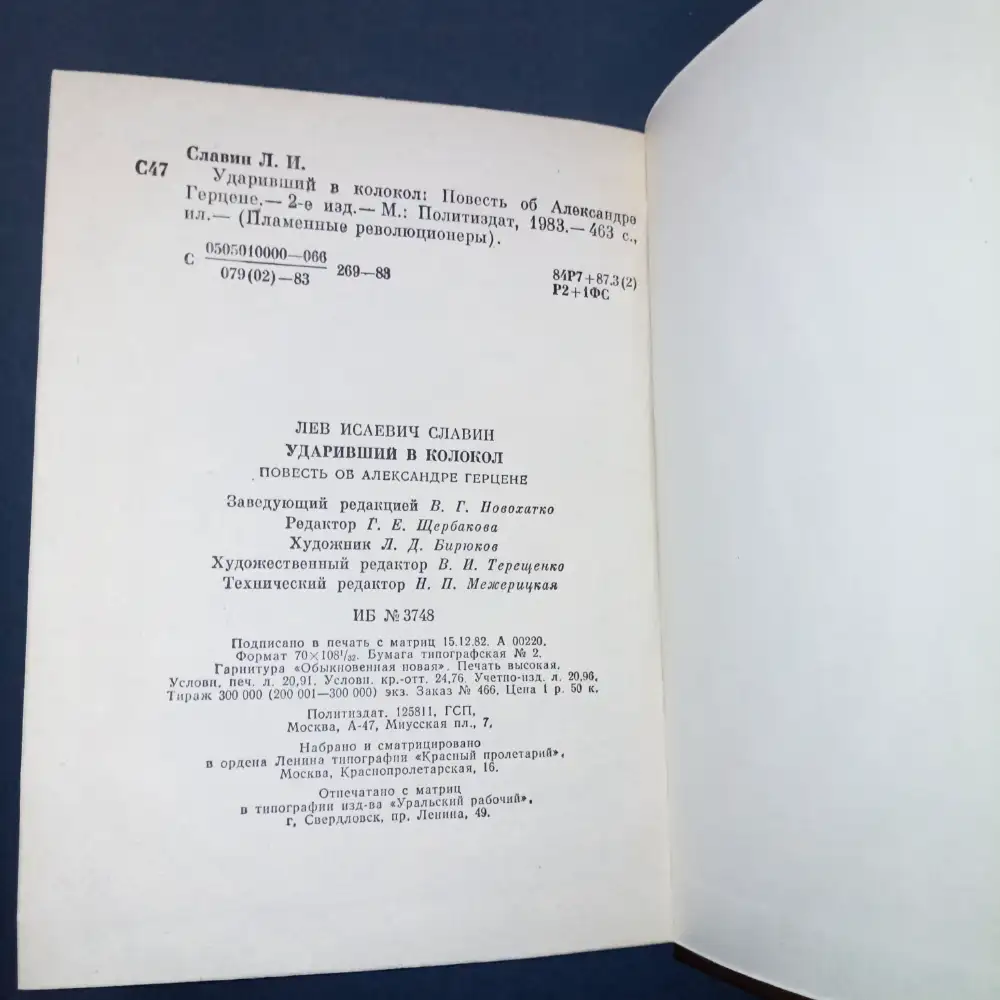 Славин Л. И.
С47 Ударивший в колокол: Повесть об Александре
Герцене.— 2-е изд.— М.: Политиздат, 1983.— 463 с.,
ил.— (Пламенные революционеры).
С 0505010000—066
079(02)—83 269—83
84Р7+87.3(2)
Р2+1ФС
ЛЕВ ИСАЕВИЧ СЛАВИН
УДАРИВШИЙ В КОЛОКОЛ
ПОВЕСТЬ ОБ АЛЕКСАНДРЕ ГЕРЦЕНЕ
Заведующий редакцией В. Г. Новохатко
Редактор Г. Е. Щербакова
Художник Л. Д. Бирюков
Художественный редактор В. И. Терещенко
Технический редактор Н. П. Межерицкая
ИБ № 3748
Подписано в печать с матриц 15.12.82. А 00220.
Формат 70×108¹/₃₂. Бумага типографская № 2.
Гарнитура «Обыкновенная новая». Печать высокая.
Условн. печ. л. 20,91. Условн. кр.-отт. 24,76. Учетно-изд. л. 20,96.
Тираж 300 000 (200 001—300 000) экз. Заказ № 466. Цена 1 р. 50 к.
Политиздат. 125811, ГСП,
Москва, А-47, Миусская пл., 7.
Набрано и сматрицировано
в ордена Ленина типографии «Красный пролетарий».
Москва, Краснопролетарская, 16.
Отпечатано с матриц
в типографии изд-ва «Уральский рабочий».
г. Свердловск, пр. Ленина, 49.